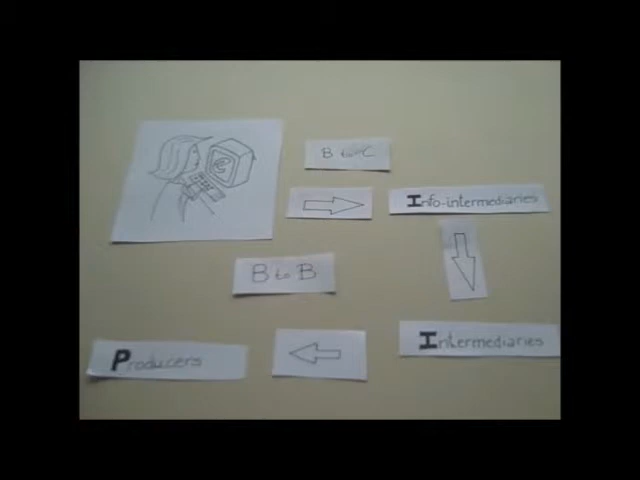 B to C
Info-intermediaries
B to B
Intermediaries
Producers